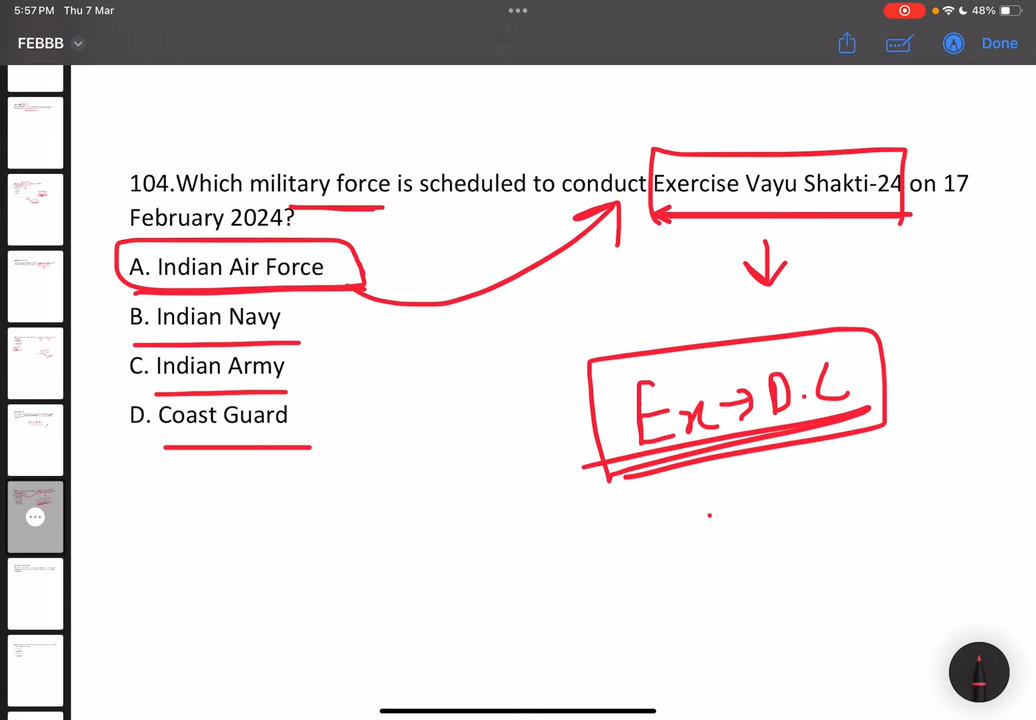 5:57 PM Thu 7 Mar
48%
FEBBB
Done
104.Which military force is scheduled to conduct Exercise Vayu Shakti-24 on 17
February 2024?
A. Indian Air Force
B. Indian Navy
C. Indian Army
D. Coast Guard
Ex→D.C